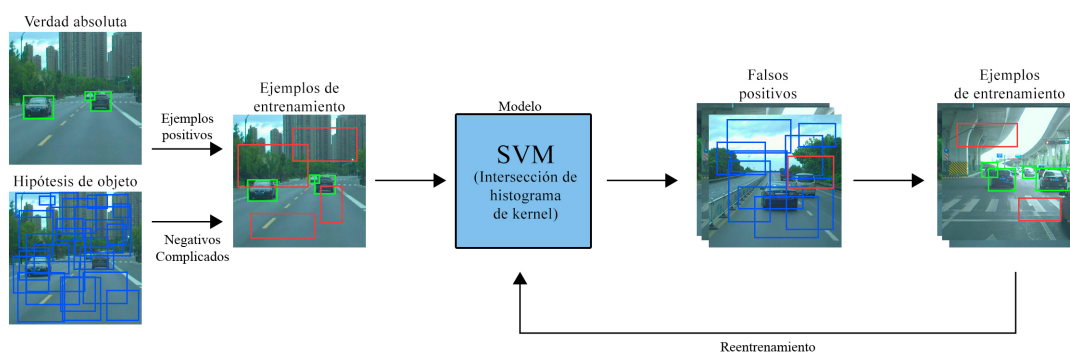 Verdad absoluta
Hipótesis de objeto
Ejemplos
positivos
Negativos
Complicados
Ejemplos de
entrenamiento
Modelo
SVM
(Intersección de
histograma
de kernel)
Falsos
positivos
Ejemplos
de entrenamiento
Reentrenamiento